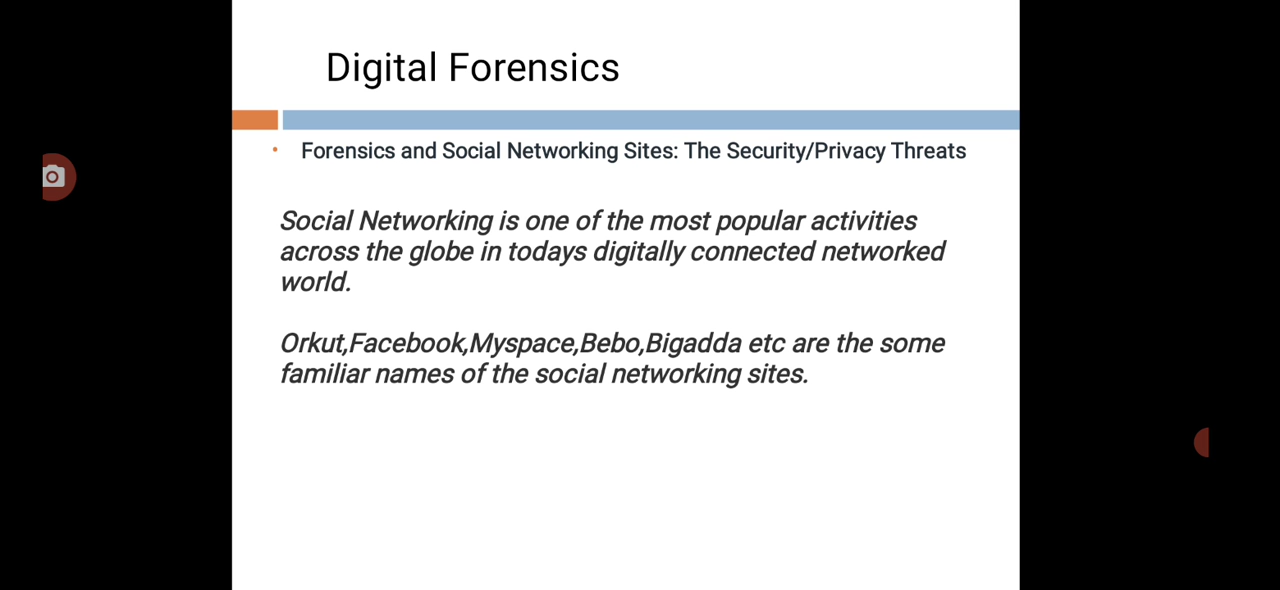 Digital Forensics
• Forensics and Social Networking Sites: The Security/Privacy Threats
Social Networking is one of the most popular activities
across the globe in todays digitally connected networked
world.
Orkut,Facebook,Myspace,Bebo,Bigadda etc are the some
familiar names of the social networking sites.